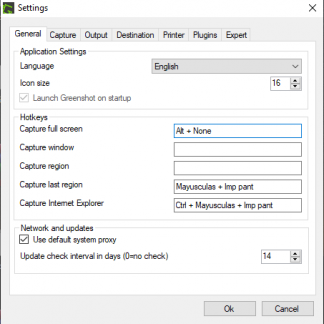 Settings
General Capture Output Destination Printer Plugins Expert
Application Settings
Language English
Icon size 16
Launch Greenshot on startup
Hotkeys
Capture full screen Alt + None
Capture window
Capture region
Capture last region Mayusculas + Imp pant
Capture Internet Explorer Ctrl + Mayusculas + Imp pant
Network and updates
Use default system proxy
Update check interval in days (0=no check) 14
Ok Cancel